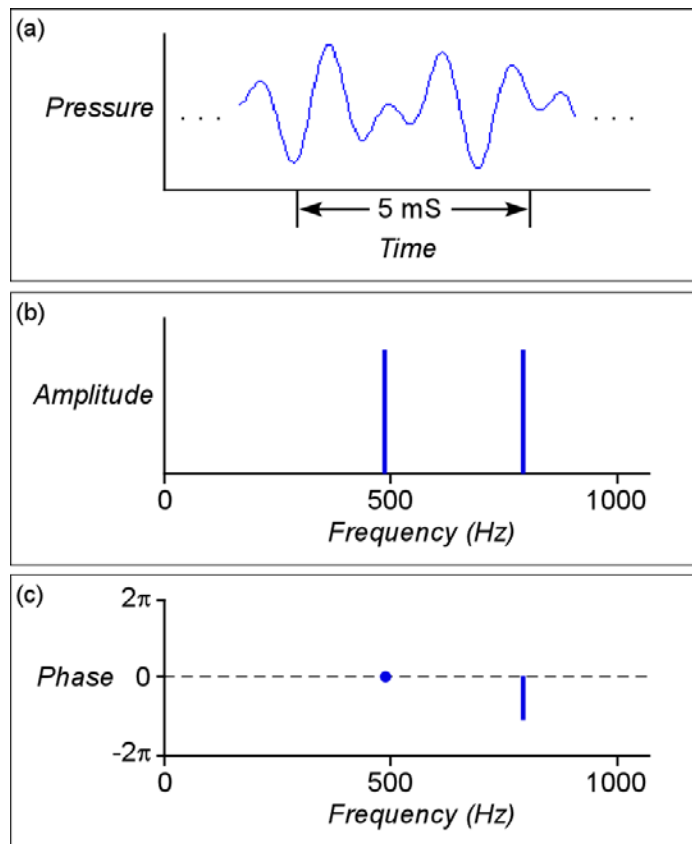 (a)
Pressure
. . .
. . .
5 mS
Time
(b)
Amplitude
0
500
1000
Frequency (Hz)
(c)
2π
Phase
0
-2π
0
500
1000
Frequency (Hz)